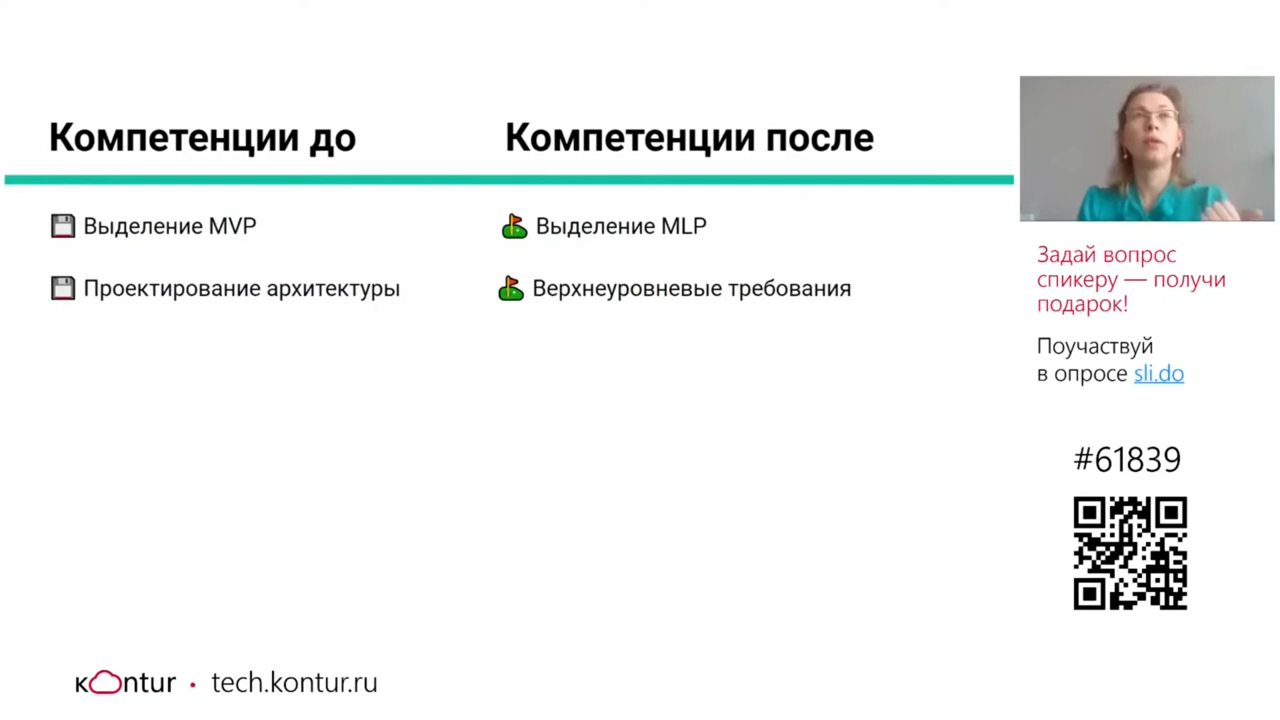 Компетенции до
Компетенции после
Выделение MVP
Выделение MLP
Проектирование архитектуры
Верхнеуровневые требования
Задай вопрос
спикеру — получи
подарок!
Поучаствуй
в опросе sli.do
#61839
кontur • tech.kontur.ru